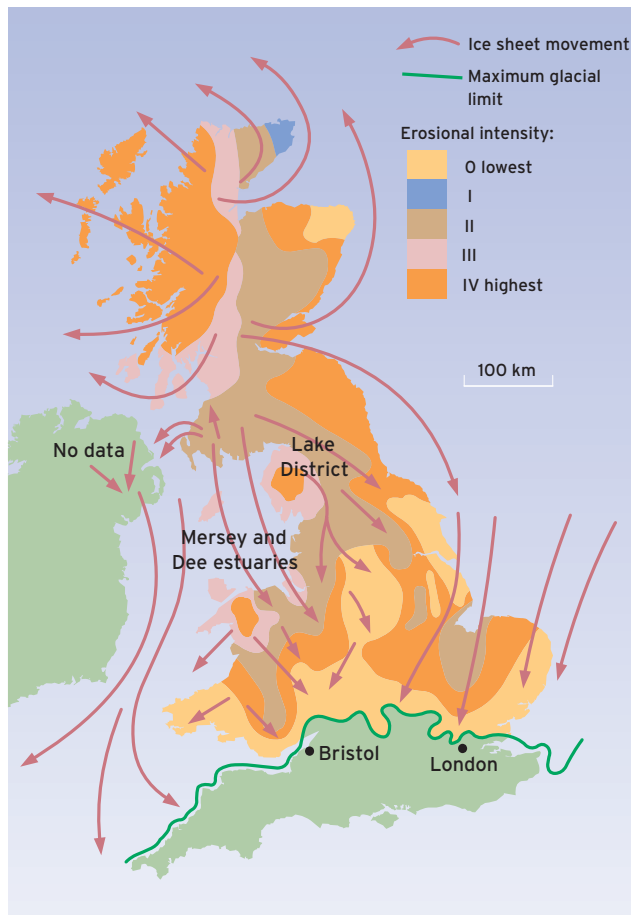 Ice sheet movement
Maximum glacial
limit
Erosional intensity:
0 lowest
I
II
III
IV highest
100 km
No data
Lake
District
Mersey and
Dee estuaries
Bristol
London